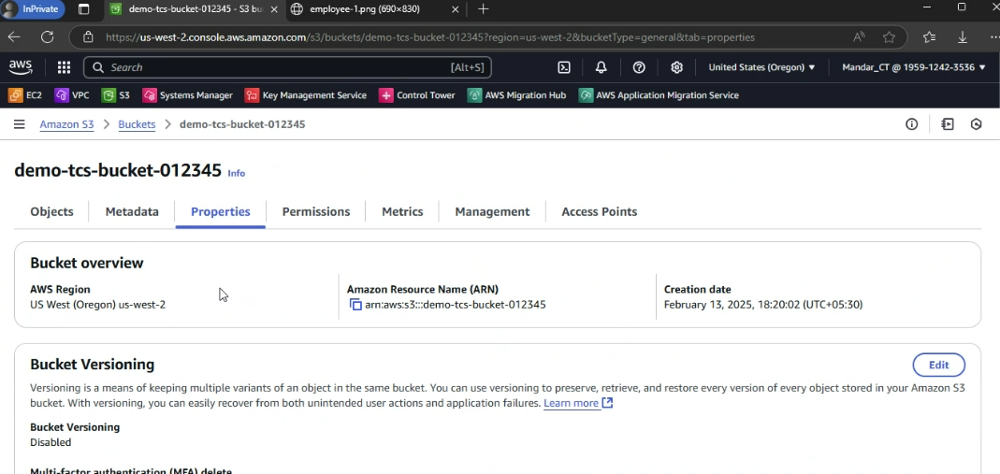 InPrivate
demo-tcs-bucket-012345 - S3 bu
employee-1.png (690×830)
https://us-west-2.console.aws.amazon.com/s3/buckets/demo-tcs-bucket-012345?region=us-west-2&bucketType=general&tab=properties
aws
Search
[Alt+S]
United States (Oregon)
Mandar_CT @ 1959-1242-3536
EC2
VPC
S3
Systems Manager
Key Management Service
Control Tower
AWS Migration Hub
AWS Application Migration Service
Amazon S3 > Buckets > demo-tcs-bucket-012345
demo-tcs-bucket-012345 Info
Objects
Metadata
Properties
Permissions
Metrics
Management
Access Points
Bucket overview
AWS Region
US West (Oregon) us-west-2
Amazon Resource Name (ARN)
arn:aws:s3:::demo-tcs-bucket-012345
Creation date
February 13, 2025, 18:20:02 (UTC+05:30)
Bucket Versioning
Edit
Versioning is a means of keeping multiple variants of an object in the same bucket. You can use versioning to preserve, retrieve, and restore every version of every object stored in your Amazon S3
bucket. With versioning, you can easily recover from both unintended user actions and application failures. Learn more
Bucket Versioning
Disabled
Multi-factor authentication (MFA) delete